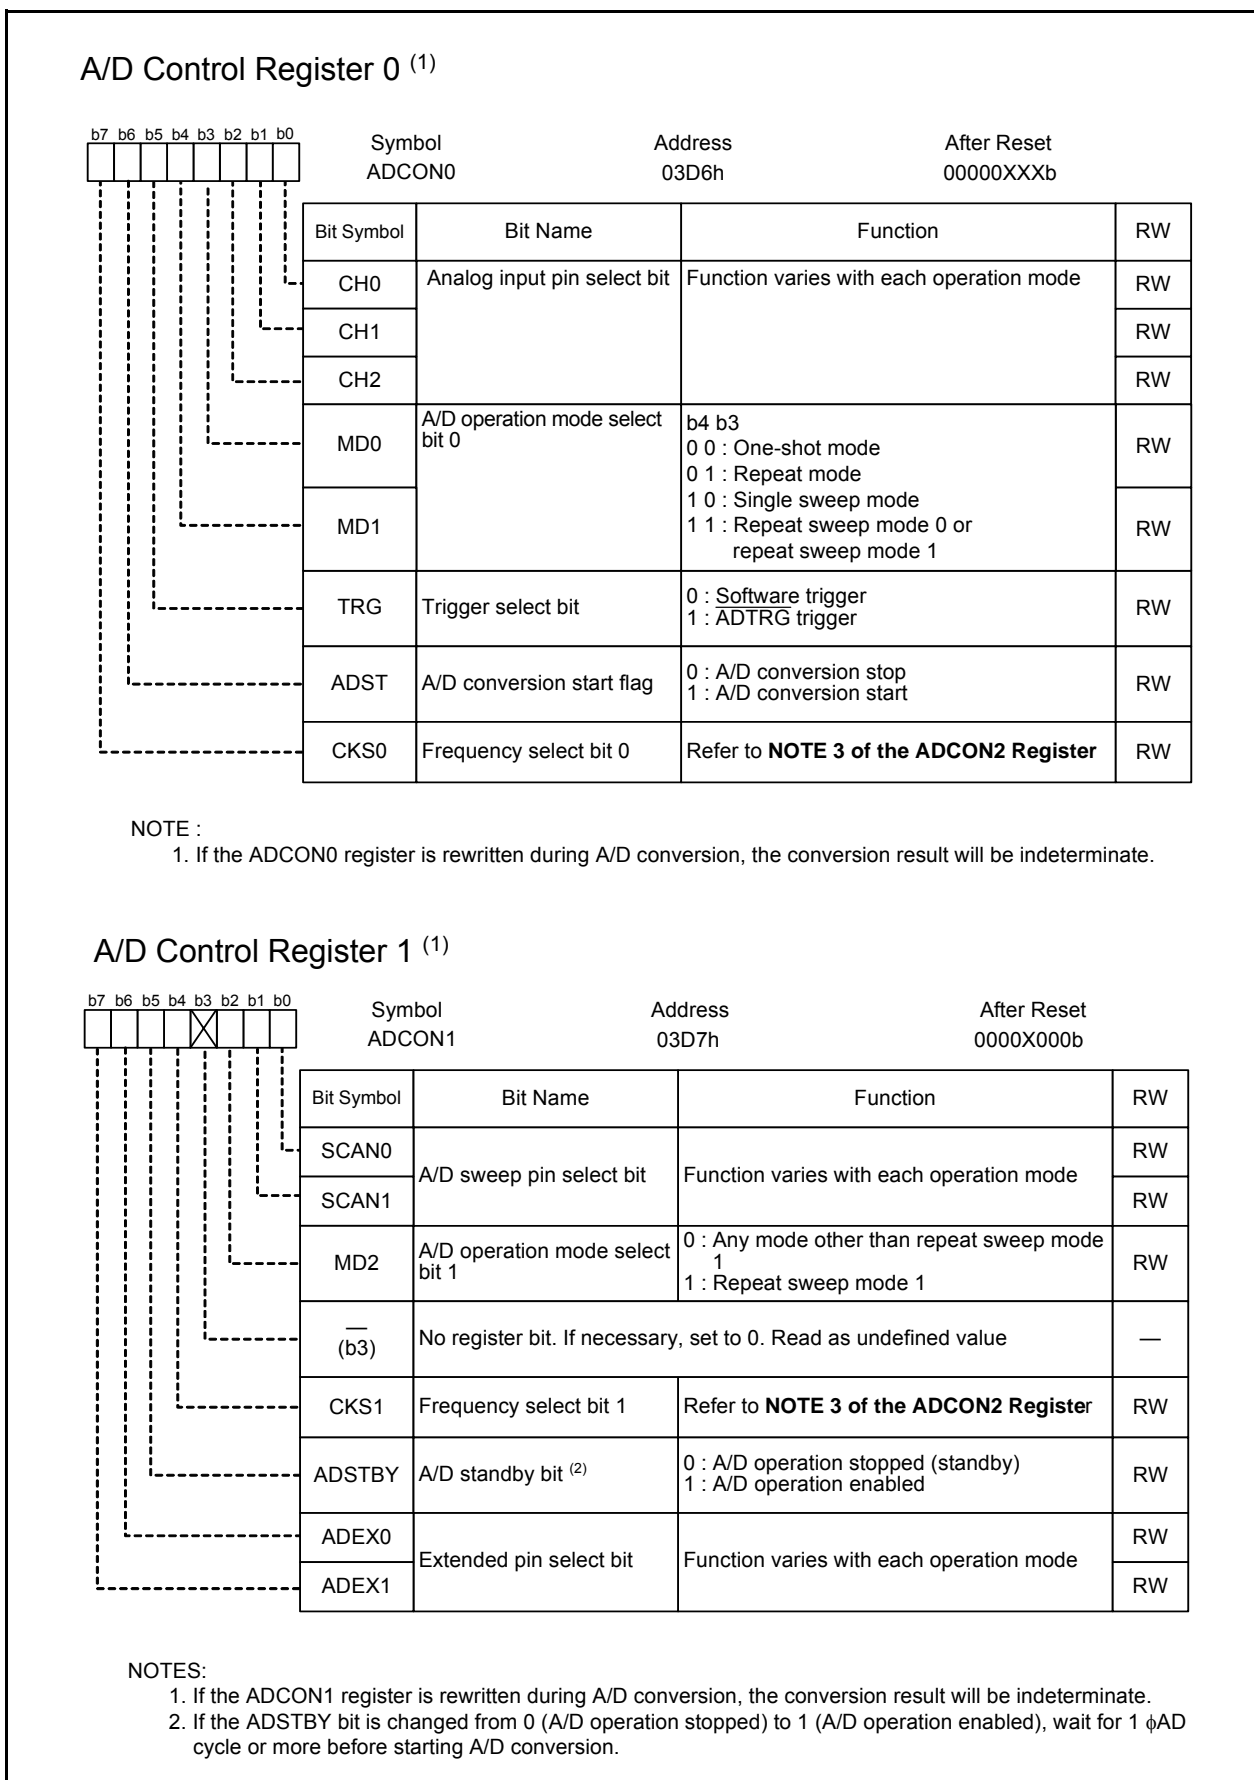 A/D Control Register 0 (1)
b7 b6 b5 b4 b3 b2 b1 b0
Symbol Address After Reset
ADCON0 03D6h 00000XXXb
Bit Symbol Bit Name Function RW
CH0 Analog input pin select bit Function varies with each operation mode RW
CH1 RW
CH2 RW
MD0 A/D operation mode select
bit 0 RW
b4 b3
0 0 : One-shot mode
0 1 : Repeat mode
1 0 : Single sweep mode
MD1 1 1 : Repeat sweep mode 0 or RW
repeat sweep mode 1
TRG Trigger select bit 0 : Software trigger RW
1 : ADTRG trigger
ADST A/D conversion start flag 0 : A/D conversion stop RW
1 : A/D conversion start
CKS0 Frequency select bit 0 Refer to NOTE 3 of the ADCON2 Register RW
NOTE :
1. If the ADCON0 register is rewritten during A/D conversion, the conversion result will be indeterminate.
A/D Control Register 1 (1)
b7 b6 b5 b4 b3 b2 b1 b0
Symbol Address After Reset
ADCON1 03D7h 0000X000b
Bit Symbol Bit Name Function RW
SCAN0 RW
A/D sweep pin select bit Function varies with each operation mode
SCAN1 RW
MD2 A/D operation mode select
bit 1 RW
0 : Any mode other than repeat sweep mode
1
1 : Repeat sweep mode 1
—
(b3) No register bit. If necessary, set to 0. Read as undefined value —
CKS1 Frequency select bit 1 Refer to NOTE 3 of the ADCON2 Register RW
ADSTBY A/D standby bit (2) 0 : A/D operation stopped (standby) RW
1 : A/D operation enabled
ADEX0 RW
Extended pin select bit Function varies with each operation mode
ADEX1 RW
NOTES:
1. If the ADCON1 register is rewritten during A/D conversion, the conversion result will be indeterminate.
2. If the ADSTBY bit is changed from 0 (A/D operation stopped) to 1 (A/D operation enabled), wait for 1 ϕAD
cycle or more before starting A/D conversion.